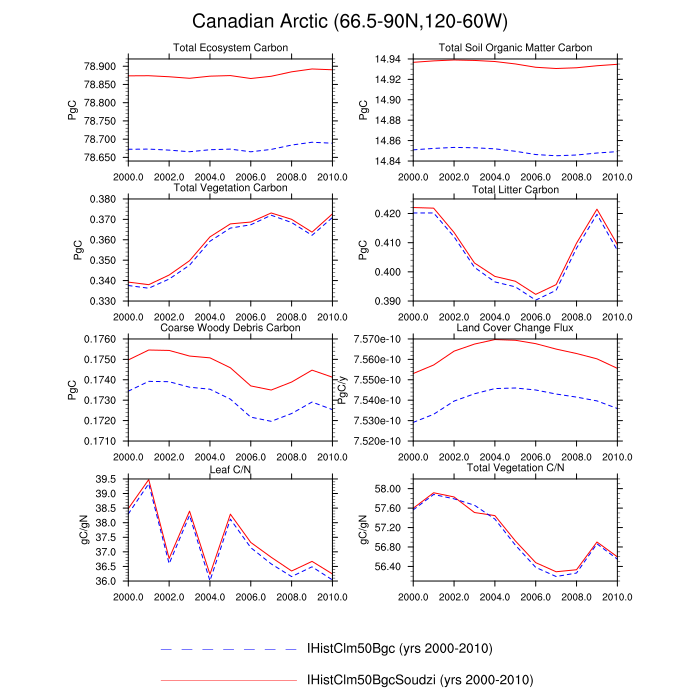 Canadian Arctic (66.5-90N,120-60W)
Total Ecosystem Carbon
PgC
78.900
78.850
78.800
78.750
78.700
78.650
2000.0 2002.0 2004.0 2006.0 2008.0 2010.0
Total Soil Organic Matter Carbon
PgC
14.94
14.92
14.90
14.88
14.86
14.84
2000.0 2002.0 2004.0 2006.0 2008.0 2010.0
Total Vegetation Carbon
PgC
0.380
0.370
0.360
0.350
0.340
0.330
2000.0 2002.0 2004.0 2006.0 2008.0 2010.0
Total Litter Carbon
PgC
0.420
0.410
0.400
0.390
2000.0 2002.0 2004.0 2006.0 2008.0 2010.0
Coarse Woody Debris Carbon
PgC
0.1760
0.1750
0.1740
0.1730
0.1720
0.1710
2000.0 2002.0 2004.0 2006.0 2008.0 2010.0
Land Cover Change Flux
PgC/y
7.570e-10
7.560e-10
7.550e-10
7.540e-10
7.530e-10
7.520e-10
2000.0 2002.0 2004.0 2006.0 2008.0 2010.0
Leaf C/N
gC/gN
39.5
39.0
38.5
38.0
37.5
37.0
36.5
36.0
2000.0 2002.0 2004.0 2006.0 2008.0 2010.0
Total Vegetation C/N
gC/gN
58.00
57.60
57.20
56.80
56.40
2000.0 2002.0 2004.0 2006.0 2008.0 2010.0
IHistClm50Bgc (yrs 2000-2010)
IHistClm50BgcSoudzi (yrs 2000-2010)